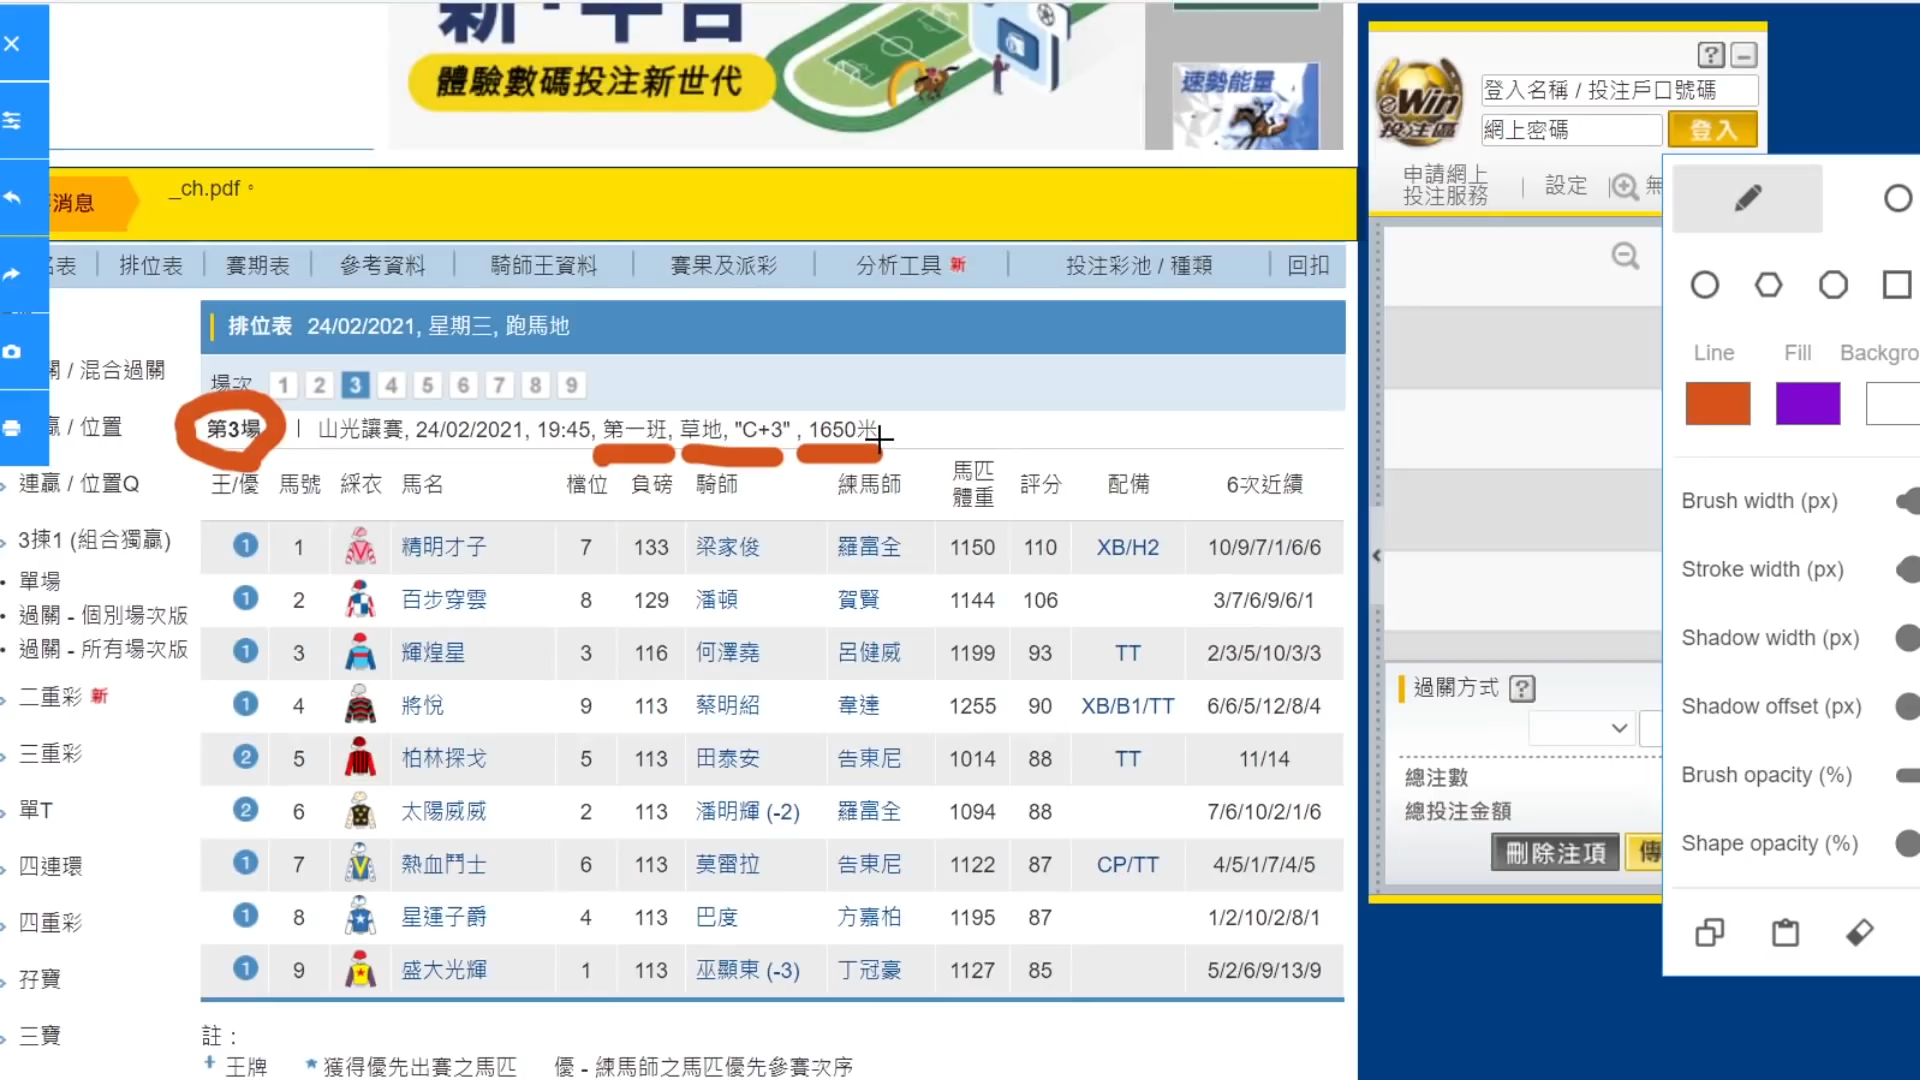 新·平台
體驗數碼投注新世代
速勢能量
eWin
投注區
登入名稱 / 投注戶口號碼
網上密碼
登入
申請網上
投注服務
設定
無
消息
_ch.pdf。
名表
排位表
賽期表
參考資料
騎師王資料
賽果及派彩
分析工具 新
投注彩池 / 種類
回扣
排位表 24/02/2021, 星期三, 跑馬地
場次 1 2 3 4 5 6 7 8 9
第3場 | 山光讓賽, 24/02/2021, 19:45, 第一班, 草地, "C+3" , 1650米
王/優 馬號 綵衣 馬名 檔位 負磅 騎師 練馬師 馬匹體重 評分 配備 6次近績
1 1 精明才子 7 133 梁家俊 羅富全 1150 110 XB/H2 10/9/7/1/6/6
1 2 百步穿雲 8 129 潘頓 賀賢 1144 106 3/7/6/9/6/1
1 3 輝煌星 3 116 何澤堯 呂健威 1199 93 TT 2/3/5/10/3/3
1 4 將悅 9 113 蔡明紹 韋達 1255 90 XB/B1/TT 6/6/5/12/8/4
2 5 柏林探戈 5 113 田泰安 告東尼 1014 88 TT 11/14
2 6 太陽威威 2 113 潘明輝 (-2) 羅富全 1094 88 7/6/10/2/1/6
1 7 熱血鬥士 6 113 莫雷拉 告東尼 1122 87 CP/TT 4/5/1/7/4/5
1 8 星運子爵 4 113 巴度 方嘉柏 1195 87 1/2/10/2/8/1
1 9 盛大光輝 1 113 巫顯東 (-3) 丁冠豪 1127 85 5/2/6/9/13/9
註 :
王牌 獲得優先出賽之馬匹 優 - 練馬師之馬匹優先參賽次序
關 / 混合過關
贏 / 位置
連贏 / 位置Q
3揀1 (組合獨贏)
單場
過關 - 個別場次版
過關 - 所有場次版
二重彩 新
三重彩
單T
四連環
四重彩
孖寶
三寶
過關方式 ?
總注數
總投注金額
刪除注項
傳
Line Fill Backgro
Brush width (px)
Stroke width (px)
Shadow width (px)
Shadow offset (px)
Brush opacity (%)
Shape opacity (%)